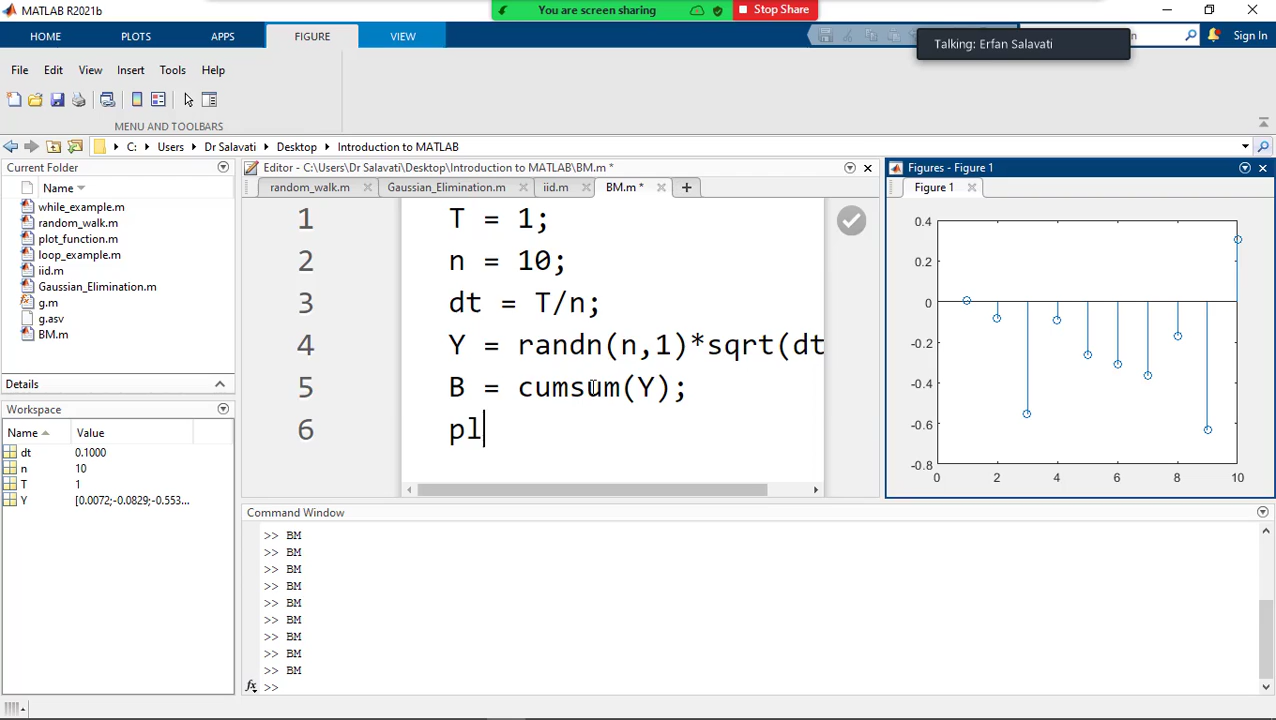 MATLAB R2021b
You are screen sharing
Stop Share
HOME
PLOTS
APPS
FIGURE
VIEW
Talking: Erfan Salavati
Sign In
File Edit View Insert Tools Help
MENU AND TOOLBARS
C: Users Dr Salavati Desktop Introduction to MATLAB
Current Folder
Name
while_example.m
random_walk.m
plot_function.m
loop_example.m
iid.m
Gaussian_Elimination.m
g.m
g.asv
BM.m
Details
Workspace
Name Value
dt 0.1000
n 10
T 1
Y [0.0072;-0.0829;-0.553...
Editor - C:\Users\Dr Salavati\Desktop\Introduction to MATLAB\BM.m *
random_walk.m
Gaussian_Elimination.m
iid.m
BM.m *
1 T = 1;
2 n = 10;
3 dt = T/n;
4 Y = randn(n,1)*sqrt(dt
5 B = cumsum(Y);
6 pl
Figures - Figure 1
Figure 1
0.4
0.2
0
-0.2
-0.4
-0.6
-0.8
0 2 4 6 8 10
Command Window
>> BM
>> BM
>> BM
>> BM
>> BM
>> BM
>> BM
>> BM
>> BM
fx >>